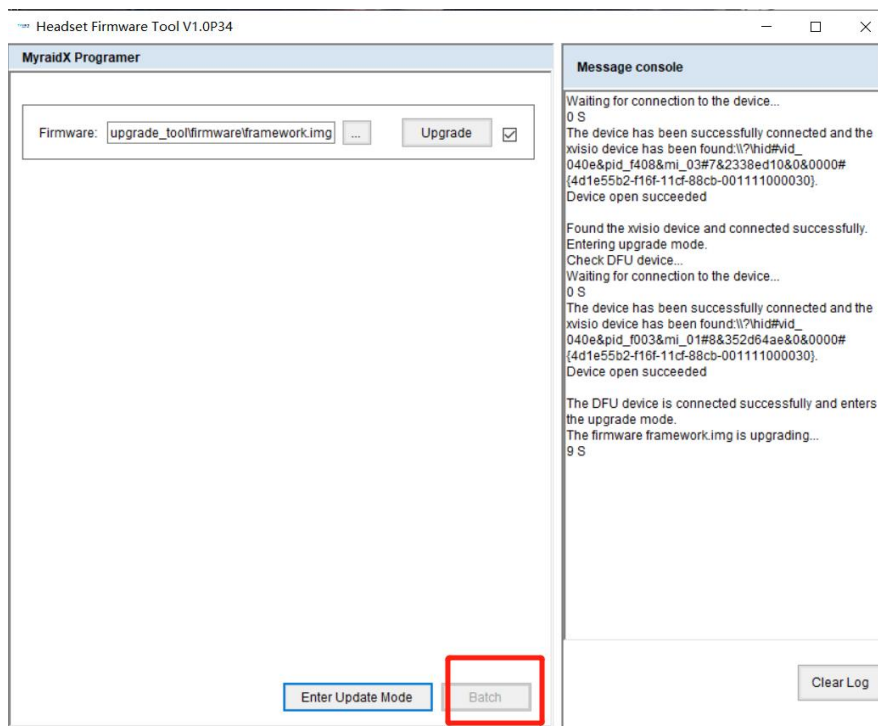 Headset Firmware Tool V1.0P34
MyraidX Programer
Firmware:
upgrade_tool\firmware\framework.img
...
Upgrade
Enter Update Mode
Batch
Message console
Waiting for connection to the device...
0 S
The device has been successfully connected and the
xvisio device has been found:\\?\hid#vid_
040e&pid_f408&mi_03#7&2338ed10&0&0000#
{4d1e55b2-f16f-11cf-88cb-001111000030}.
Device open succeeded
Found the xvisio device and connected successfully.
Entering upgrade mode.
Check DFU device...
Waiting for connection to the device...
0 S
The device has been successfully connected and the
xvisio device has been found:\\?\hid#vid_
040e&pid_f003&mi_01#8&352d64ae&0&0000#
{4d1e55b2-f16f-11cf-88cb-001111000030}.
Device open succeeded
The DFU device is connected successfully and enters
the upgrade mode.
The firmware framework.img is upgrading...
9 S
Clear Log